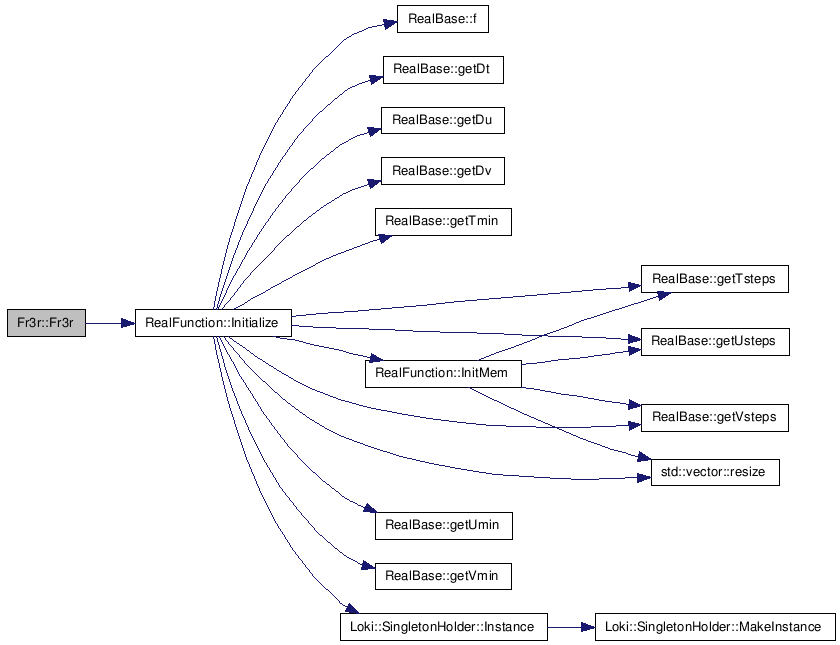 RealBase::f
RealBase::getDt
RealBase::getDu
RealBase::getDv
RealBase::getTmin
RealBase::getTsteps
Fr3r::Fr3r
RealFunction::Initialize
RealBase::getUsteps
RealFunction::InitMem
RealBase::getVsteps
std::vector::resize
RealBase::getUmin
RealBase::getVmin
Loki::SingletonHolder::Instance
Loki::SingletonHolder::MakeInstance